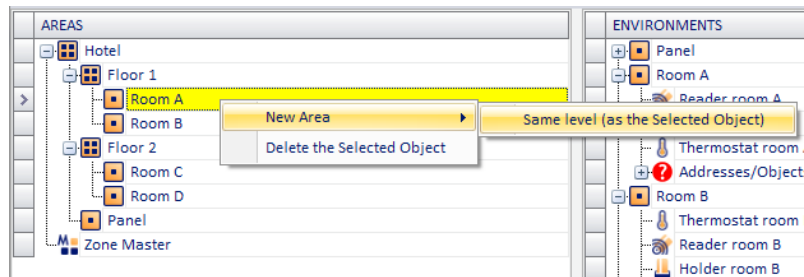 AREAS
Hotel
Floor 1
Room A
Room B
Floor 2
Room C
Room D
Panel
Zone Master
New Area
Delete the Selected Object
Same level (as the Selected Object)
ENVIRONMENTS
Panel
Room A
Reader room A
Thermostat room
Addresses/Object
Room B
Thermostat room
Reader room B
Holder room B